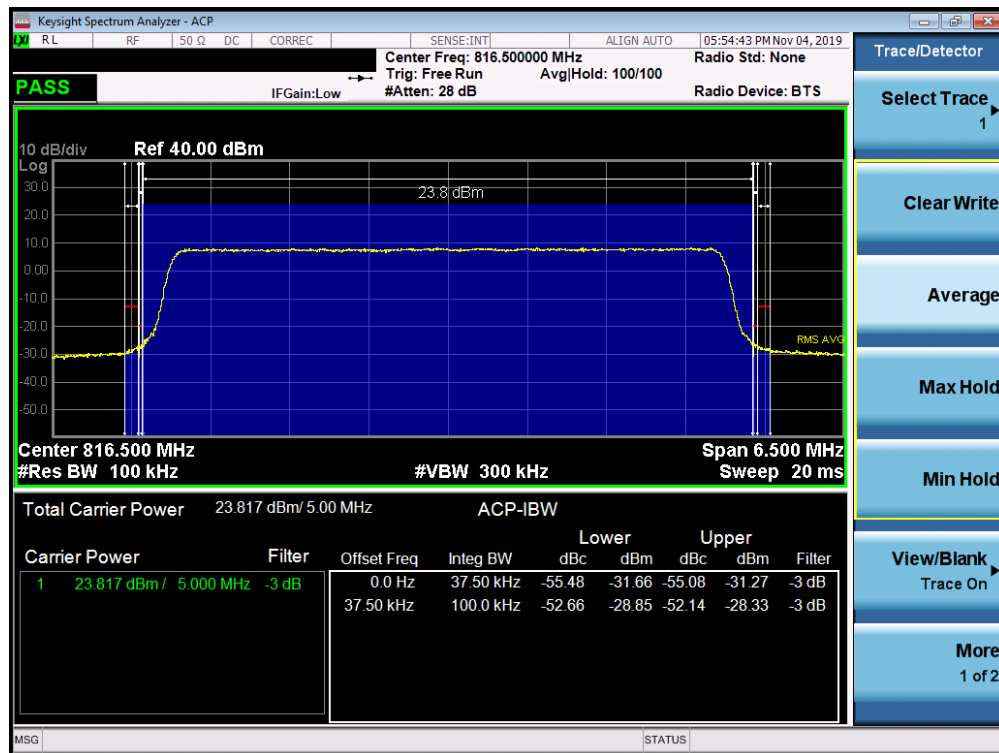 Keysight Spectrum Analyzer - ACP
LXI RL RF 50 Ω DC CORREC SENSE:INT ALIGN AUTO 05:54:43 PM Nov 04, 2019
Center Freq: 816.500000 MHz Radio Std: None
Trig: Free Run Avg|Hold: 100/100
PASS IFGain:Low #Atten: 28 dB Radio Device: BTS
10 dB/div Ref 40.00 dBm
Log
30.0
23.8 dBm
20.0
10.0
0.00
-10.0
-20.0
RMS AVG
-30.0
-40.0
-50.0
Center 816.500 MHz Span 6.500 MHz
#Res BW 100 kHz #VBW 300 kHz Sweep 20 ms
Total Carrier Power 23.817 dBm/ 5.00 MHz ACP-IBW
Lower Upper
Carrier Power Filter Offset Freq Integ BW dBc dBm dBc dBm Filter
1 23.817 dBm / 5.000 MHz -3 dB 0.0 Hz 37.50 kHz -55.48 -31.66 -55.08 -31.27 -3 dB
37.50 kHz 100.0 kHz -52.66 -28.85 -52.14 -28.33 -3 dB
MSG STATUS
Trace/Detector
Select Trace
1
Clear Write
Average
Max Hold
Min Hold
View/Blank
Trace On
More
1 of 2